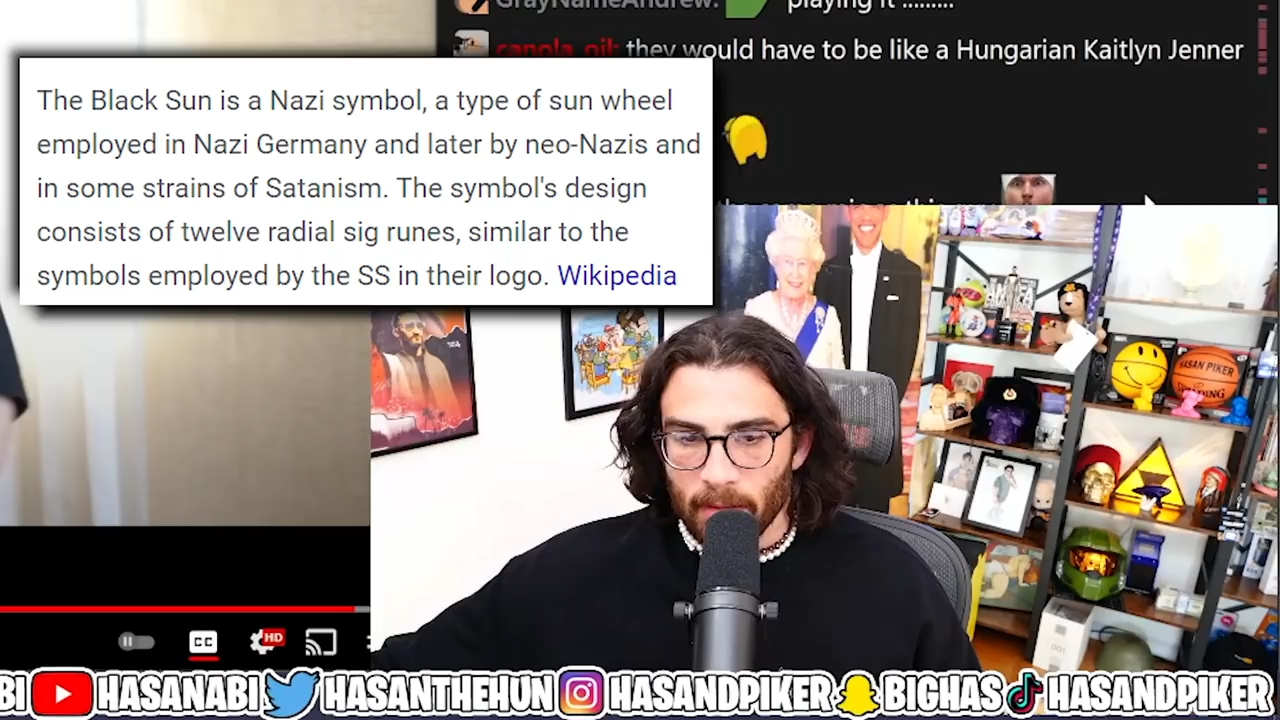 GrayNameAndrew: playing it .........
canola_oil: they would have to be like a Hungarian Kaitlyn Jenner
The Black Sun is a Nazi symbol, a type of sun wheel
employed in Nazi Germany and later by neo-Nazis and
in some strains of Satanism. The symbol's design
consists of twelve radial sig runes, similar to the
symbols employed by the SS in their logo. Wikipedia
HASAN PIKER
SPALDING
CC
HD
BI HASANABI HASANTHEHUN HASANDPIKER BIGHAS HASANDPIKER